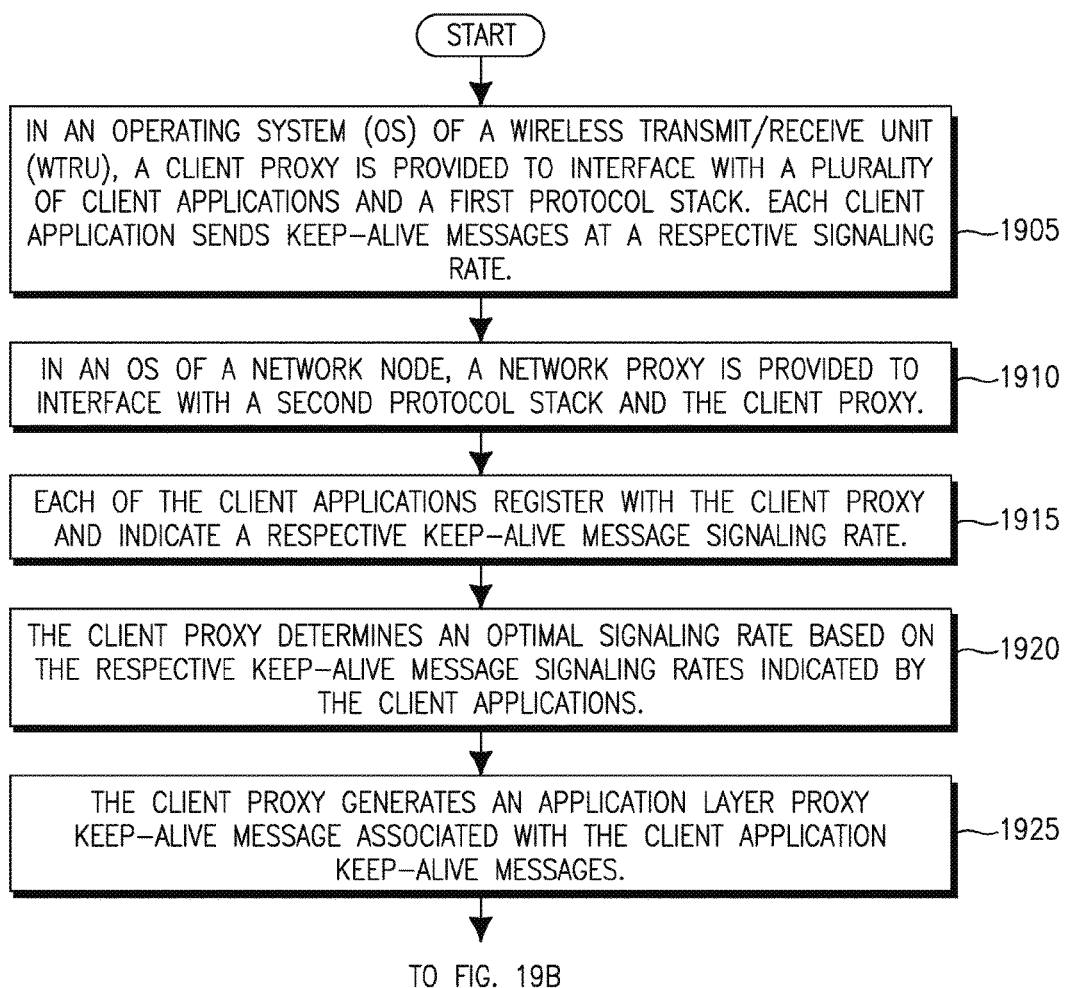 START
IN AN OPERATING SYSTEM (OS) OF A WIRELESS TRANSMIT/RECEIVE UNIT
(WTRU), A CLIENT PROXY IS PROVIDED TO INTERFACE WITH A PLURALITY
OF CLIENT APPLICATIONS AND A FIRST PROTOCOL STACK. EACH CLIENT
APPLICATION SENDS KEEP-ALIVE MESSAGES AT A RESPECTIVE SIGNALING
RATE.
1905
IN AN OS OF A NETWORK NODE, A NETWORK PROXY IS PROVIDED TO
INTERFACE WITH A SECOND PROTOCOL STACK AND THE CLIENT PROXY.
1910
EACH OF THE CLIENT APPLICATIONS REGISTER WITH THE CLIENT PROXY
AND INDICATE A RESPECTIVE KEEP-ALIVE MESSAGE SIGNALING RATE.
1915
THE CLIENT PROXY DETERMINES AN OPTIMAL SIGNALING RATE BASED ON
THE RESPECTIVE KEEP-ALIVE MESSAGE SIGNALING RATES INDICATED BY
THE CLIENT APPLICATIONS.
1920
THE CLIENT PROXY GENERATES AN APPLICATION LAYER PROXY
KEEP-ALIVE MESSAGE ASSOCIATED WITH THE CLIENT APPLICATION
KEEP-ALIVE MESSAGES.
1925
TO FIG. 19B